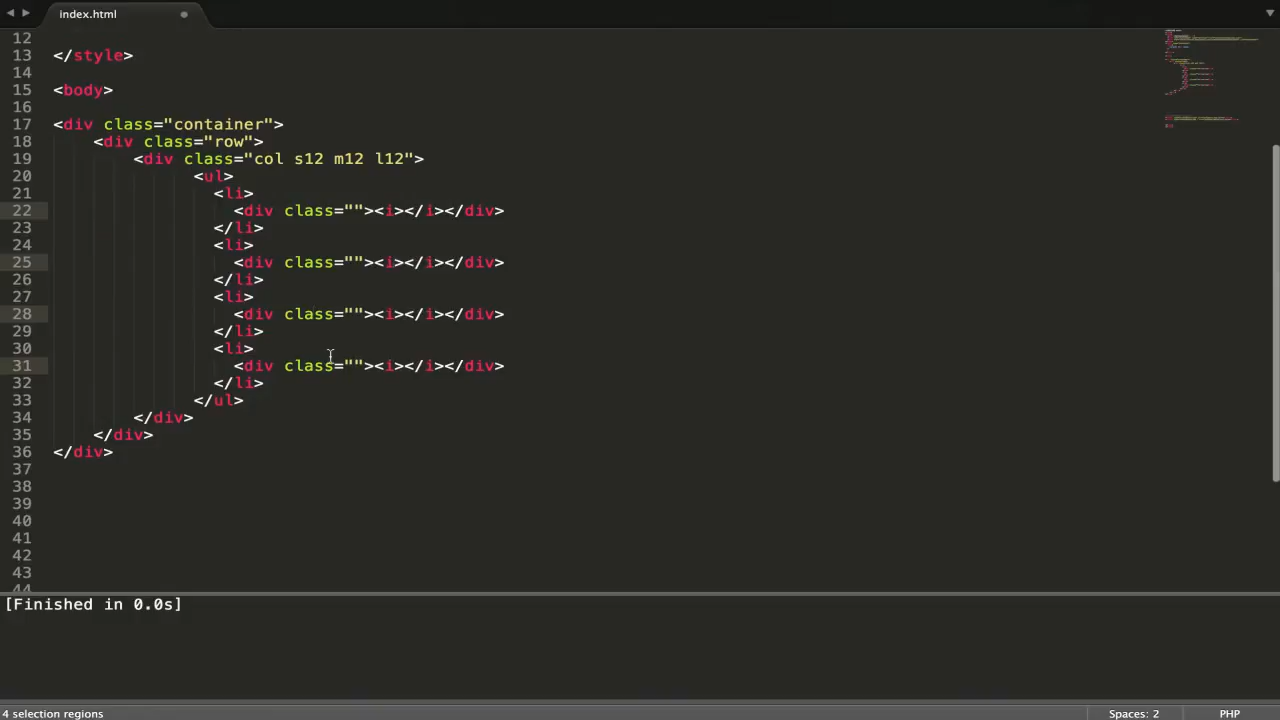 index.html
12
13 </style>
14
15 <body>
16
17 <div class="container">
18 <div class="row">
19 <div class="col s12 m12 l12">
20 <ul>
21 <li>
22 <div class=""><i></i></div>
23 </li>
24 <li>
25 <div class=""><i></i></div>
26 </li>
27 <li>
28 <div class=""><i></i></div>
29 </li>
30 <li>
31 <div class=""><i></i></div>
32 </li>
33 </ul>
34 </div>
35 </div>
36 </div>
37
38
39
40
41
42
43
44
[Finished in 0.0s]
4 selection regions
Spaces: 2
PHP